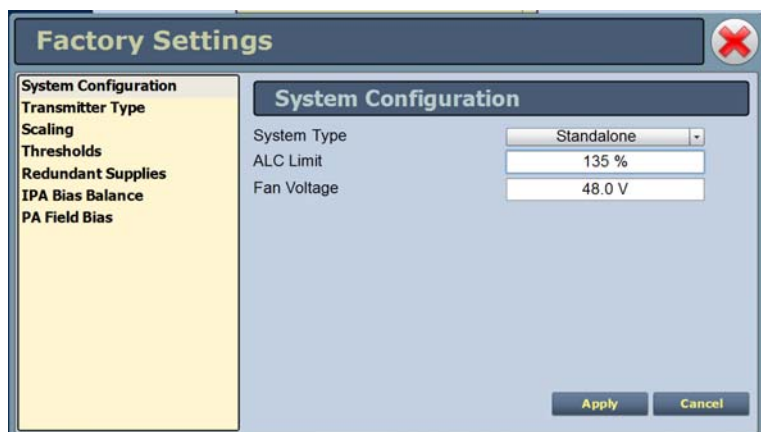 Factory Settings
System Configuration
Transmitter Type
Scaling
Thresholds
Redundant Supplies
IPA Bias Balance
PA Field Bias
System Configuration
System Type Standalone
ALC Limit 135 %
Fan Voltage 48.0 V
Apply Cancel